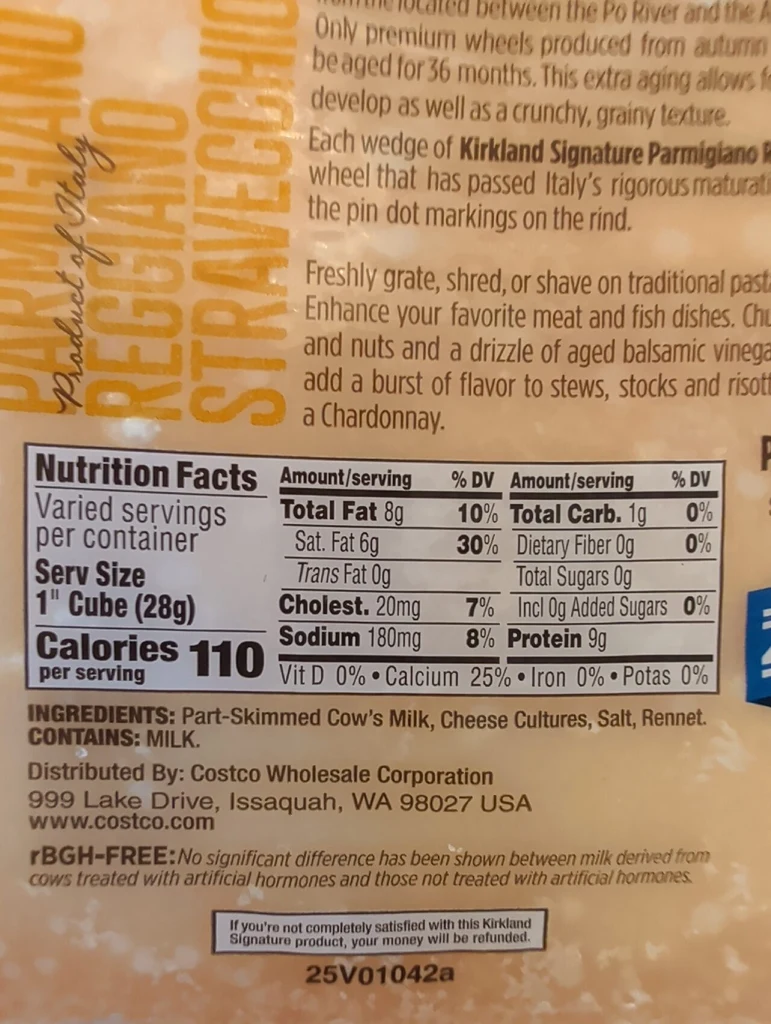 PARMIGIANO
REGGIANO
STRAVECCHIO
Product of Italy
located between the Po River and the
Only premium wheels produced from autumn
be aged for 36 months. This extra aging allows
develop as well as a crunchy, grainy texture.
Each wedge of Kirkland Signature Parmigiano
wheel that has passed Italy's rigorous
the pin dot markings on the rind.
Freshly grate, shred, or shave on traditional
Enhance your favorite meat and fish dishes.
and nuts and a drizzle of aged balsamic
add a burst of flavor to stews, stocks and
a Chardonnay.
Nutrition Facts
Varied servings
per container
Serv Size
1" Cube (28g)
Calories 110
per serving
Amount/serving % DV
Total Fat 8g 10%
Sat. Fat 6g 30%
Trans Fat 0g
Cholest. 20mg 7%
Sodium 180mg 8%
Amount/serving % DV
Total Carb. 1g 0%
Dietary Fiber 0g 0%
Total Sugars 0g
Incl 0g Added Sugars 0%
Protein 9g
Vit D 0% • Calcium 25% • Iron 0% • Potas 0%
INGREDIENTS: Part-Skimmed Cow's Milk, Cheese Cultures, Salt, Rennet.
CONTAINS: MILK.
Distributed By: Costco Wholesale Corporation
999 Lake Drive, Issaquah, WA 98027 USA
www.costco.com
rBGH-FREE: No significant difference has been shown between milk derived from
cows treated with artificial hormones and those not treated with artificial hormones.
If you're not completely satisfied with this Kirkland
Signature product, your money will be refunded.
25V01042a